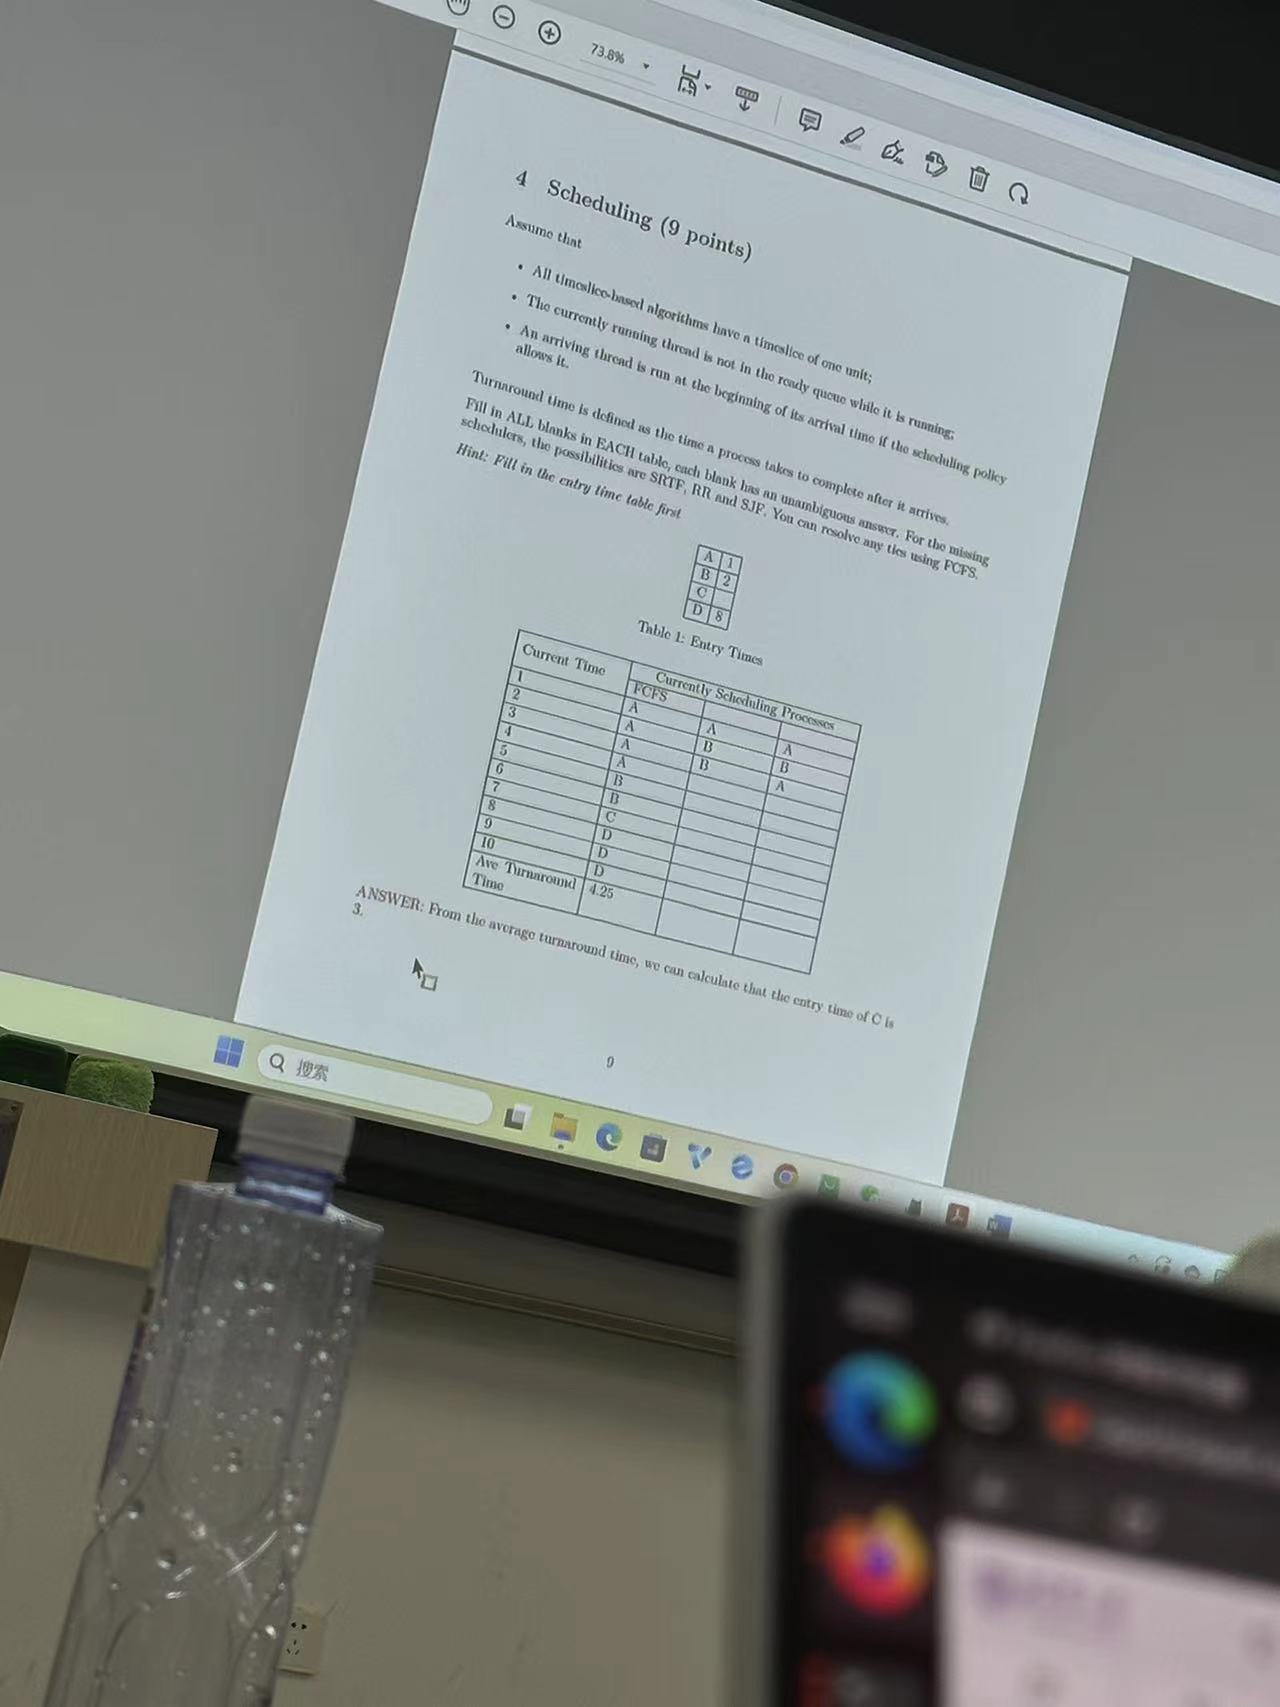 73.8%
4 Scheduling (9 points)
Assume that
• All timeslice-based algorithms have a timeslice of one unit;
• The currently running thread is not in the ready queue while it is running;
• An arriving thread is run at the beginning of its arrival time if the scheduling policy
allows it.
Turnaround time is defined as the time a process takes to complete after it arrives.
Fill in ALL blanks in EACH table, each blank has an unambiguous answer. For the missing
schedulers, the possibilities are SRTF, RR and SJF. You can resolve any ties using FCFS.
Hint: Fill in the entry time table first
A 1
B 2
C
D 8
Table 1: Entry Times
Current Time Currently Scheduling Processes
FCFS
1 A A A
2 A B B
3 A B A
4 A
5 B
6 B
7 C
8 D
9 D
10 D
Ave Turnaround 4.25
Time
ANSWER: From the average turnaround time, we can calculate that the entry time of C is
3.
9
搜索